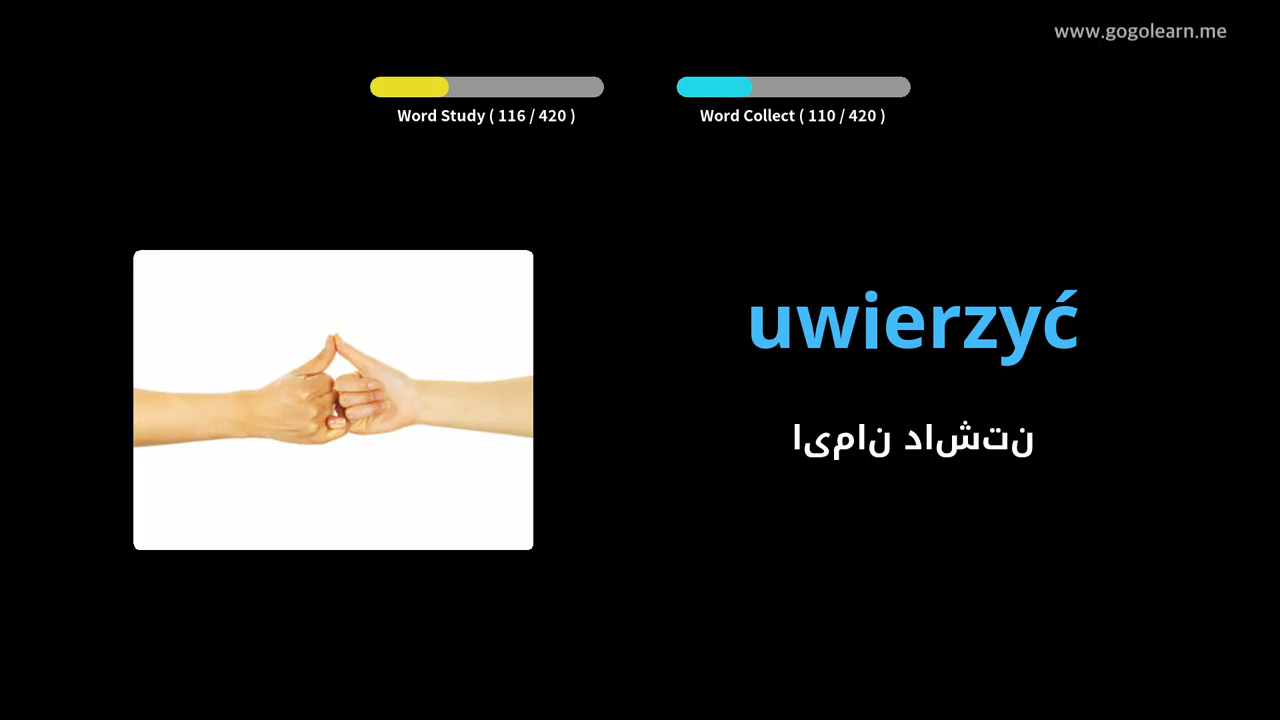 www.gogolearn.me
Word Study ( 116 / 420 )
Word Collect ( 110 / 420 )
uwierzyć
ایمان داشتن